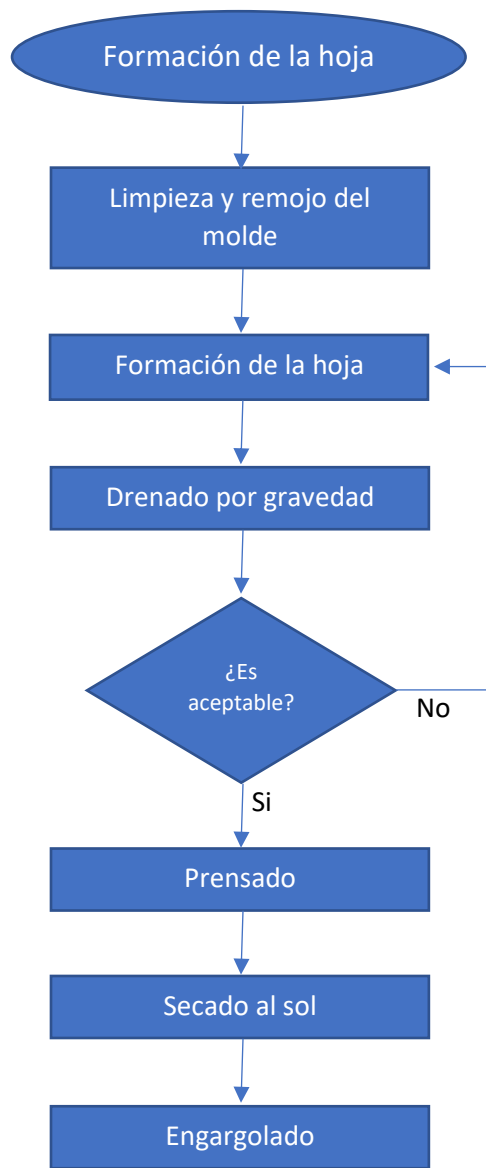 Formación de la hoja
Limpieza y remojo del
molde
Formación de la hoja
Drenado por gravedad
¿Es
aceptable?
No
Si
Prensado
Secado al sol
Engargolado